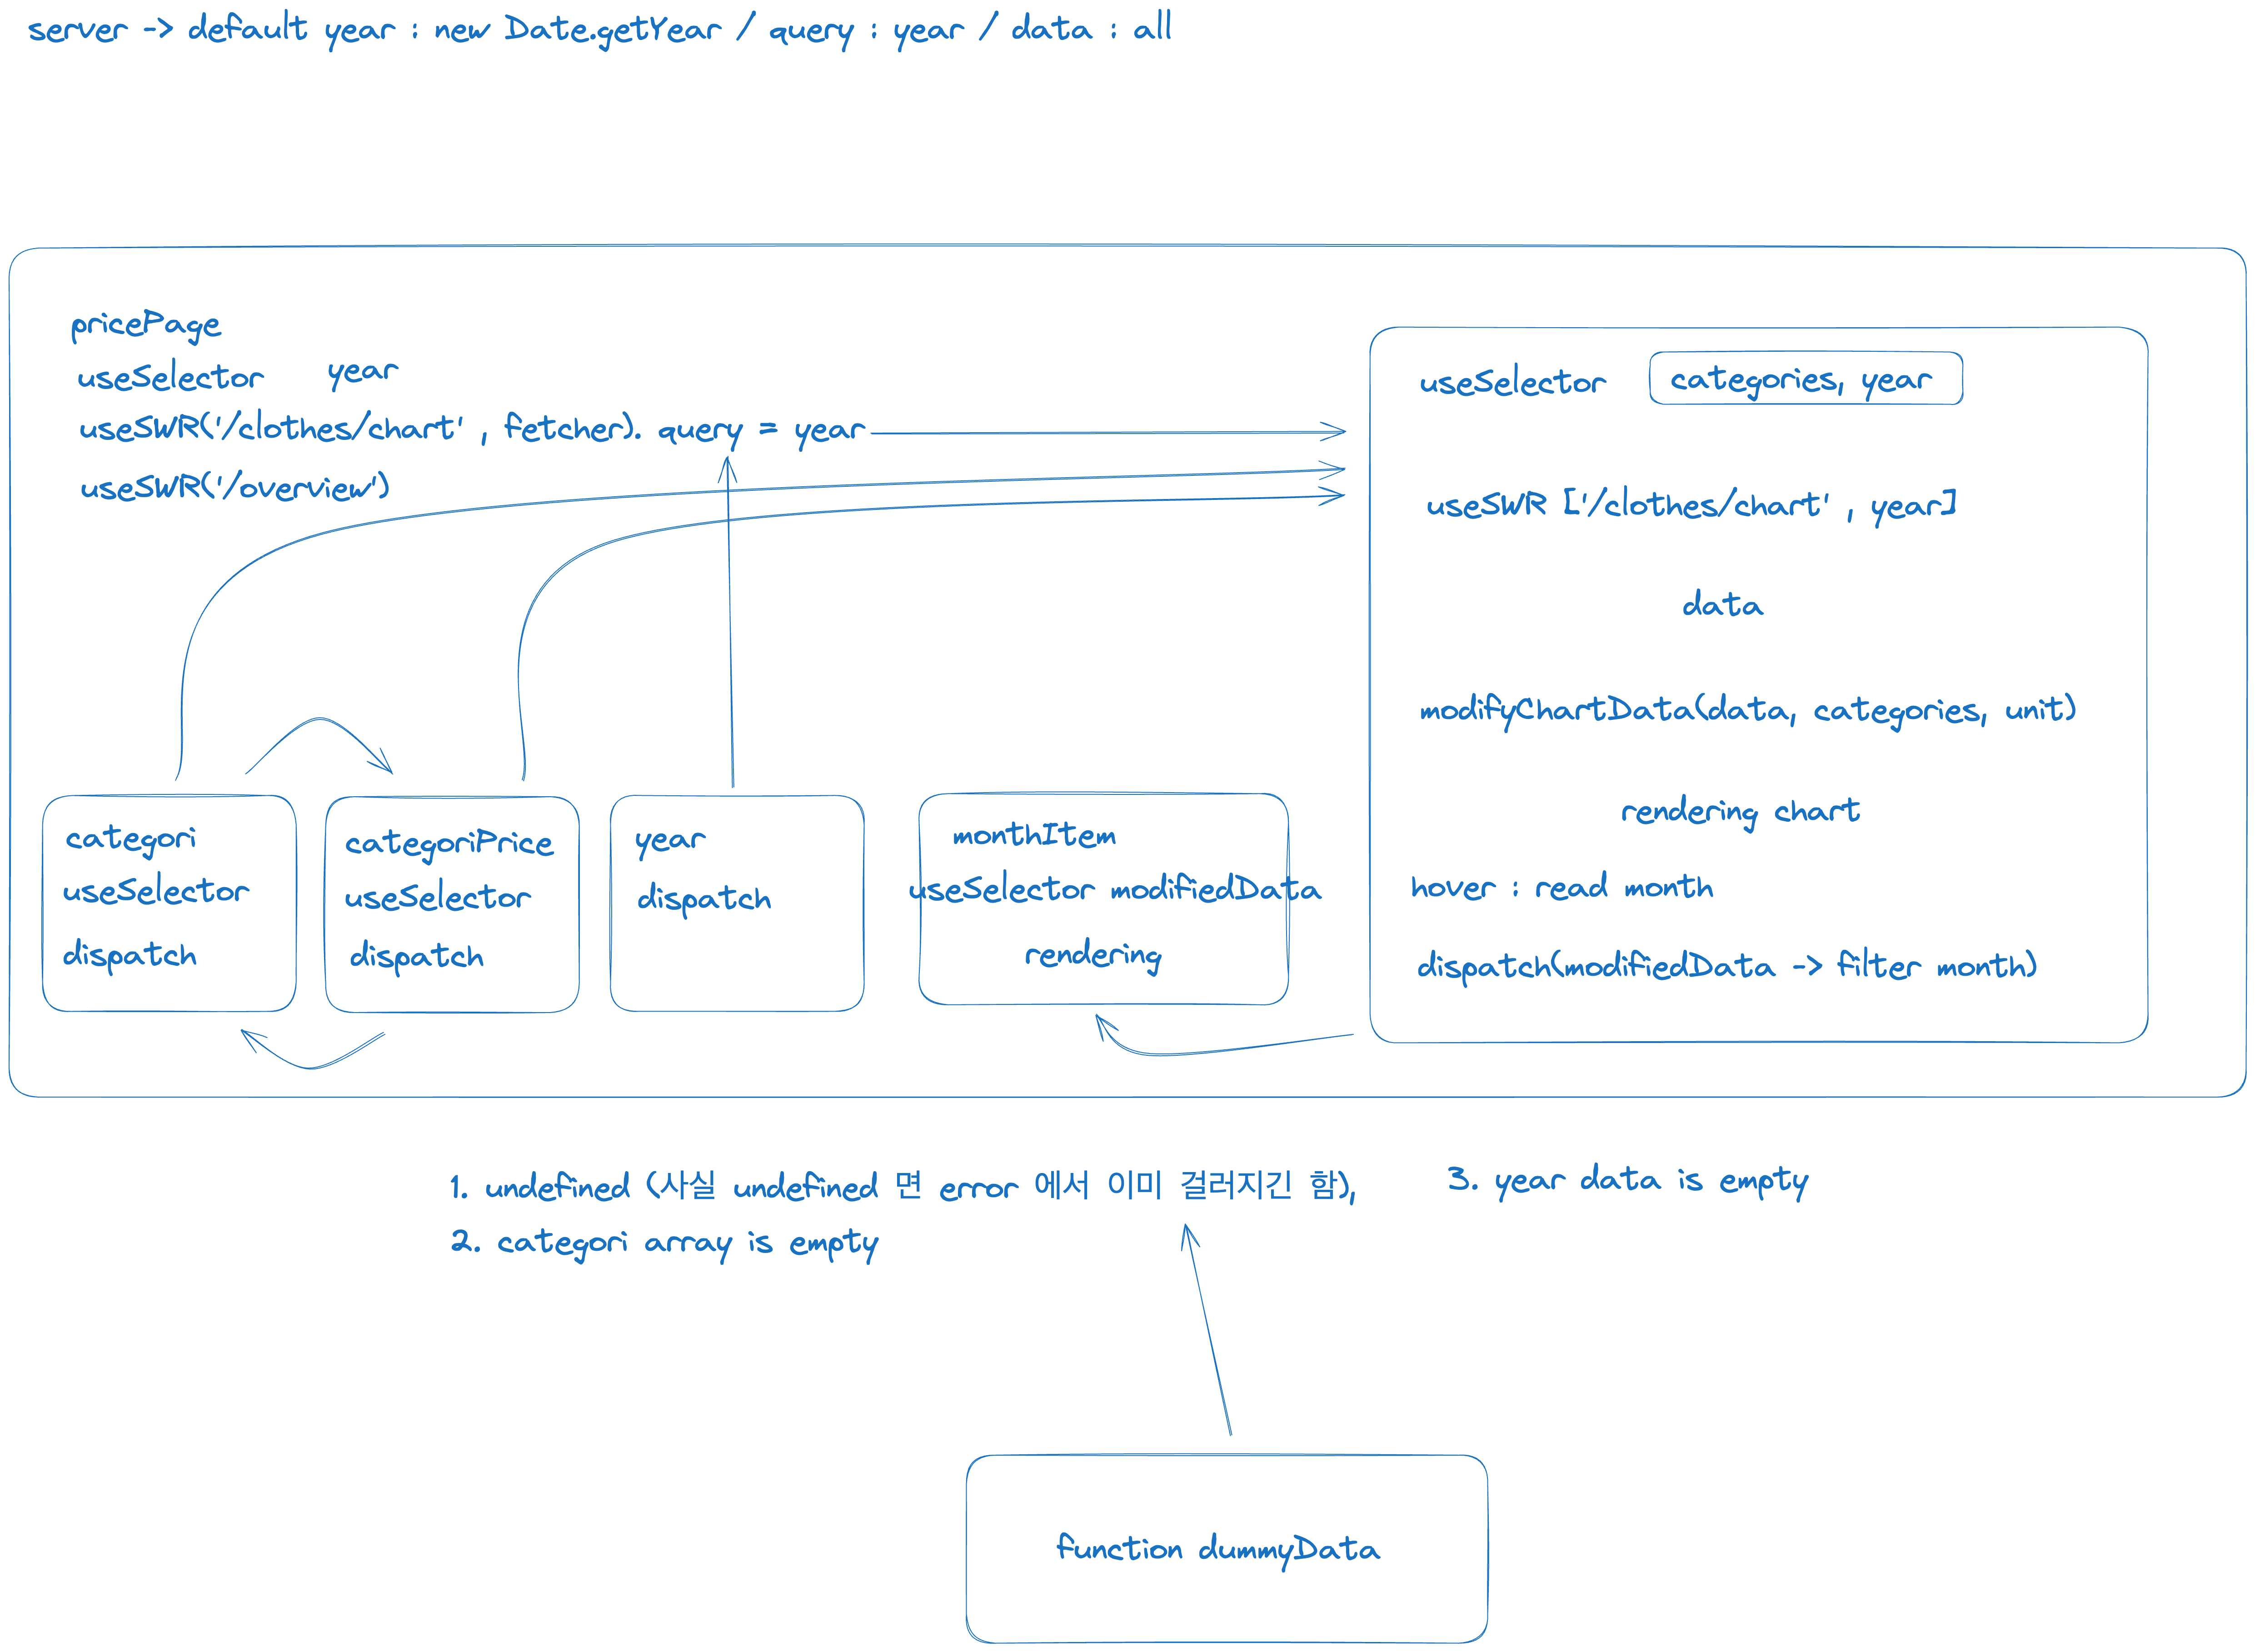 server -> default year : new Date.getYear / query : year / data : all
pricePage
useSelector year
useSWR('/clothes/chart' , fetcher). query = year
useSWR('/overview')
useSelector categories, year
useSWR ['/clothes/chart' , year]
data
modifyChartData(data, categories, unit)
rendering chart
hover : read month
dispatch(modifiedData -> filter month)
categori
useSelector
dispatch
categoriPrice
useSelector
dispatch
year
dispatch
monthItem
useSelector modifiedData
rendering
1. undefined (사실 undefined 면 error 에서 이미 걸러지긴 함),
2. categori array is empty
3. year data is empty
function dummyData